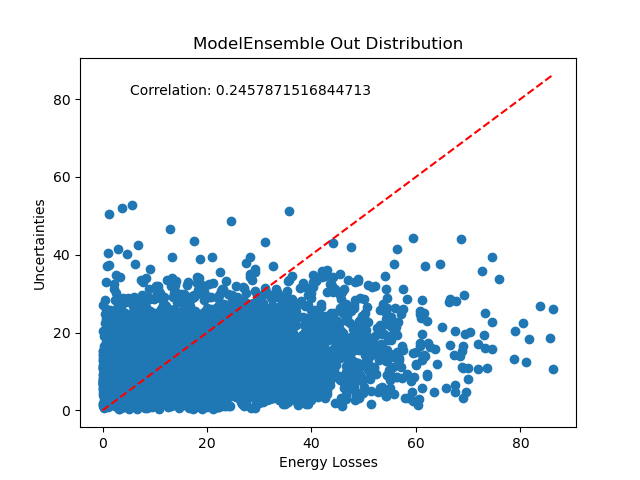 ModelEnsemble Out Distribution
Correlation: 0.2457871516844713
80
60
40
20
0
Uncertainties
0 20 40 60 80
Energy Losses